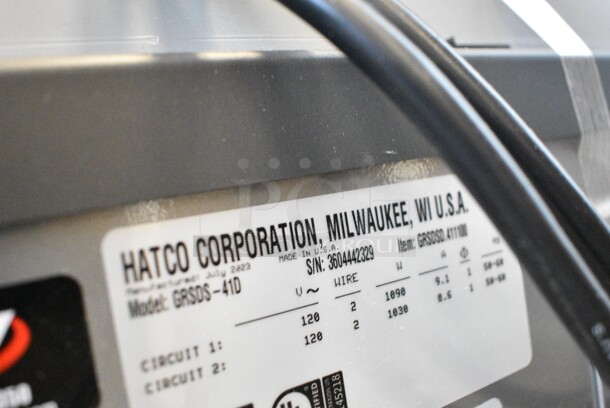 HATCO CORPORATION, MILWAUKEE, WI U.S.A.
MADE IN U.S.A.
Manufactured: July 2023
S/N: 3604442329
Item: GRSDSD.411100
Model: GRSDS-41D
V~ WIRE W A Φ HZ
CIRCUIT 1: 120 2 1090 9.1 1 50-60
CIRCUIT 2: 120 2 1030 8.6 1 50-60